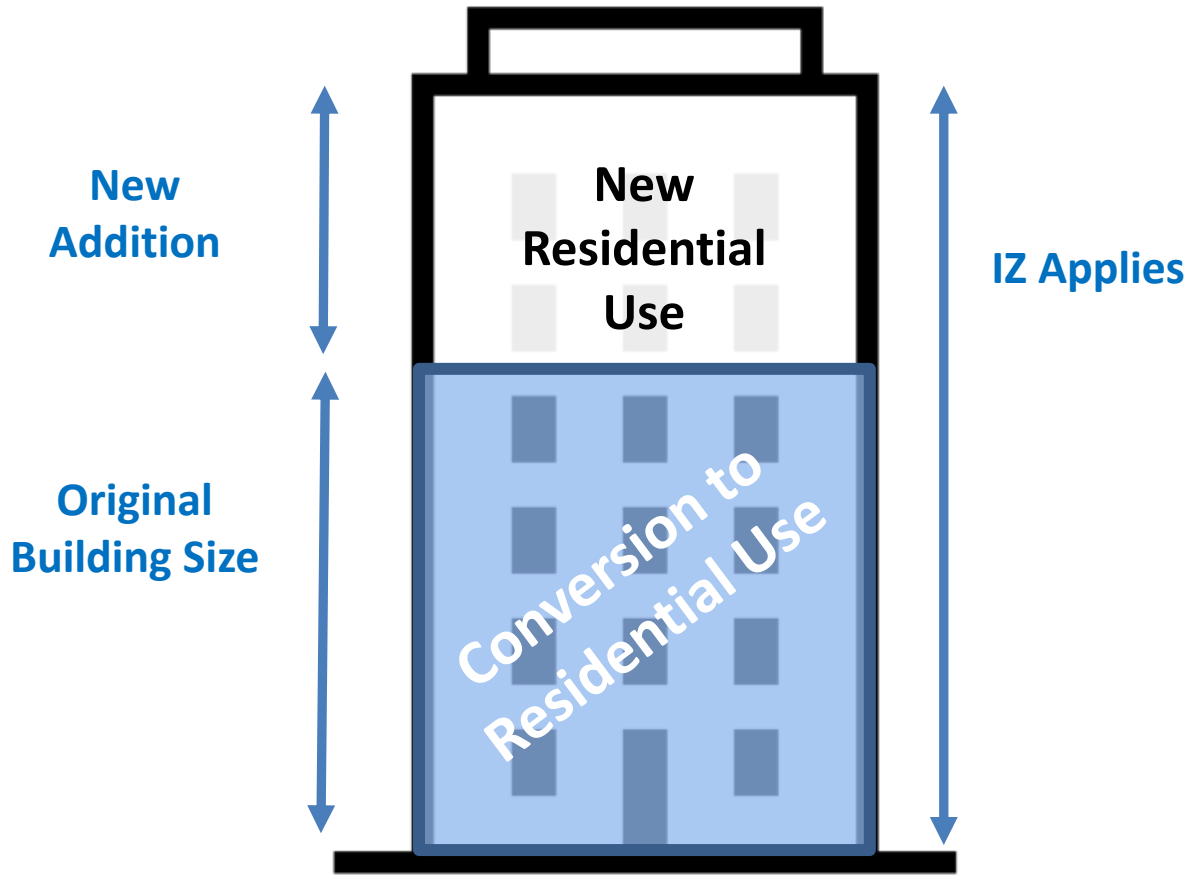 New
Addition
New
Residential
Use
IZ Applies
Original
Building Size
Conversion to
Residential Use